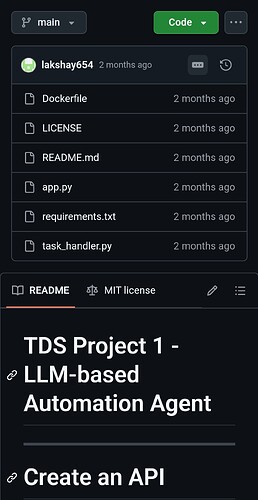 main
Code
lakshay654 2 months ago
Dockerfile 2 months ago
LICENSE 2 months ago
README.md 2 months ago
app.py 2 months ago
requirements.txt 2 months ago
task_handler.py 2 months ago
README MIT license
TDS Project 1 -
LLM-based
Automation Agent
Create an API